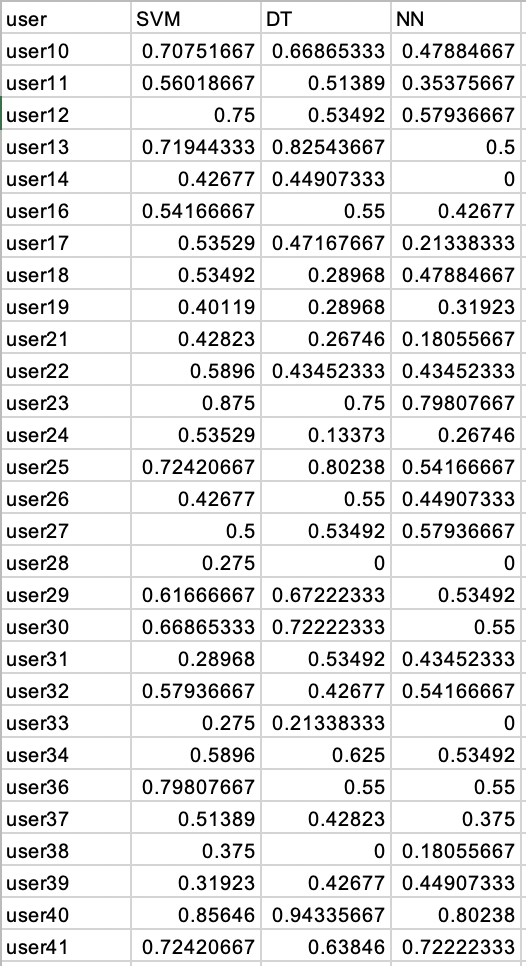 user SVM DT NN
user10 0.70751667 0.66865333 0.47884667
user11 0.56018667 0.51389 0.35375667
user12 0.75 0.53492 0.57936667
user13 0.71944333 0.82543667 0.5
user14 0.42677 0.44907333 0
user16 0.54166667 0.55 0.42677
user17 0.53529 0.47167667 0.21338333
user18 0.53492 0.28968 0.47884667
user19 0.40119 0.28968 0.31923
user21 0.42823 0.26746 0.18055667
user22 0.5896 0.43452333 0.43452333
user23 0.875 0.75 0.79807667
user24 0.53529 0.13373 0.26746
user25 0.72420667 0.80238 0.54166667
user26 0.42677 0.55 0.44907333
user27 0.5 0.53492 0.57936667
user28 0.275 0 0
user29 0.61666667 0.67222333 0.53492
user30 0.66865333 0.72222333 0.55
user31 0.28968 0.53492 0.43452333
user32 0.57936667 0.42677 0.54166667
user33 0.275 0.21338333 0
user34 0.5896 0.625 0.53492
user36 0.79807667 0.55 0.55
user37 0.51389 0.42823 0.375
user38 0.375 0 0.18055667
user39 0.31923 0.42677 0.44907333
user40 0.85646 0.94335667 0.80238
user41 0.72420667 0.63846 0.72222333